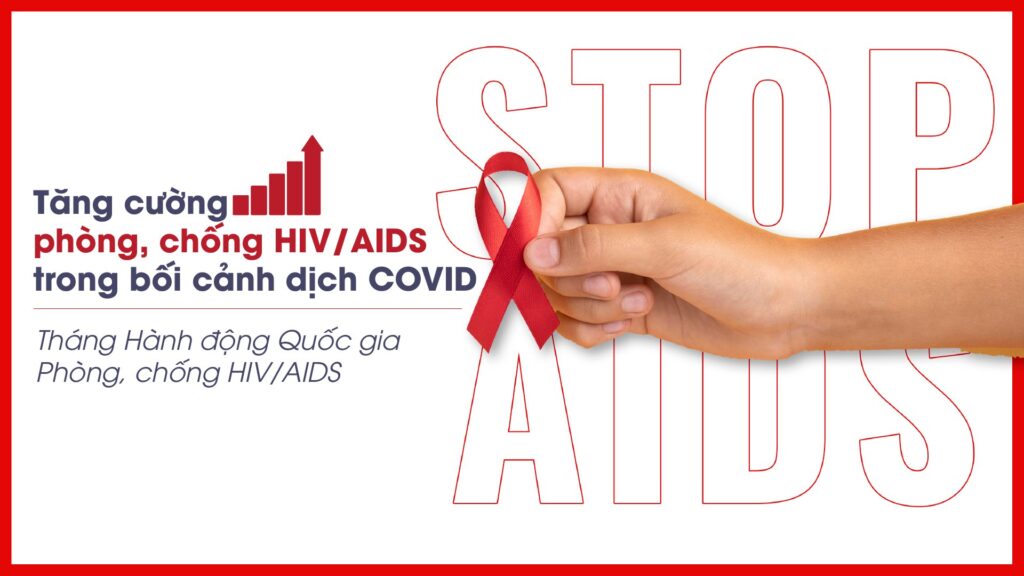 Tăng cường
phòng, chống HIV/AIDS
trong bối cảnh dịch COVID
Tháng Hành động Quốc gia
Phòng, chống HIV/AIDS
STOP
AIDS